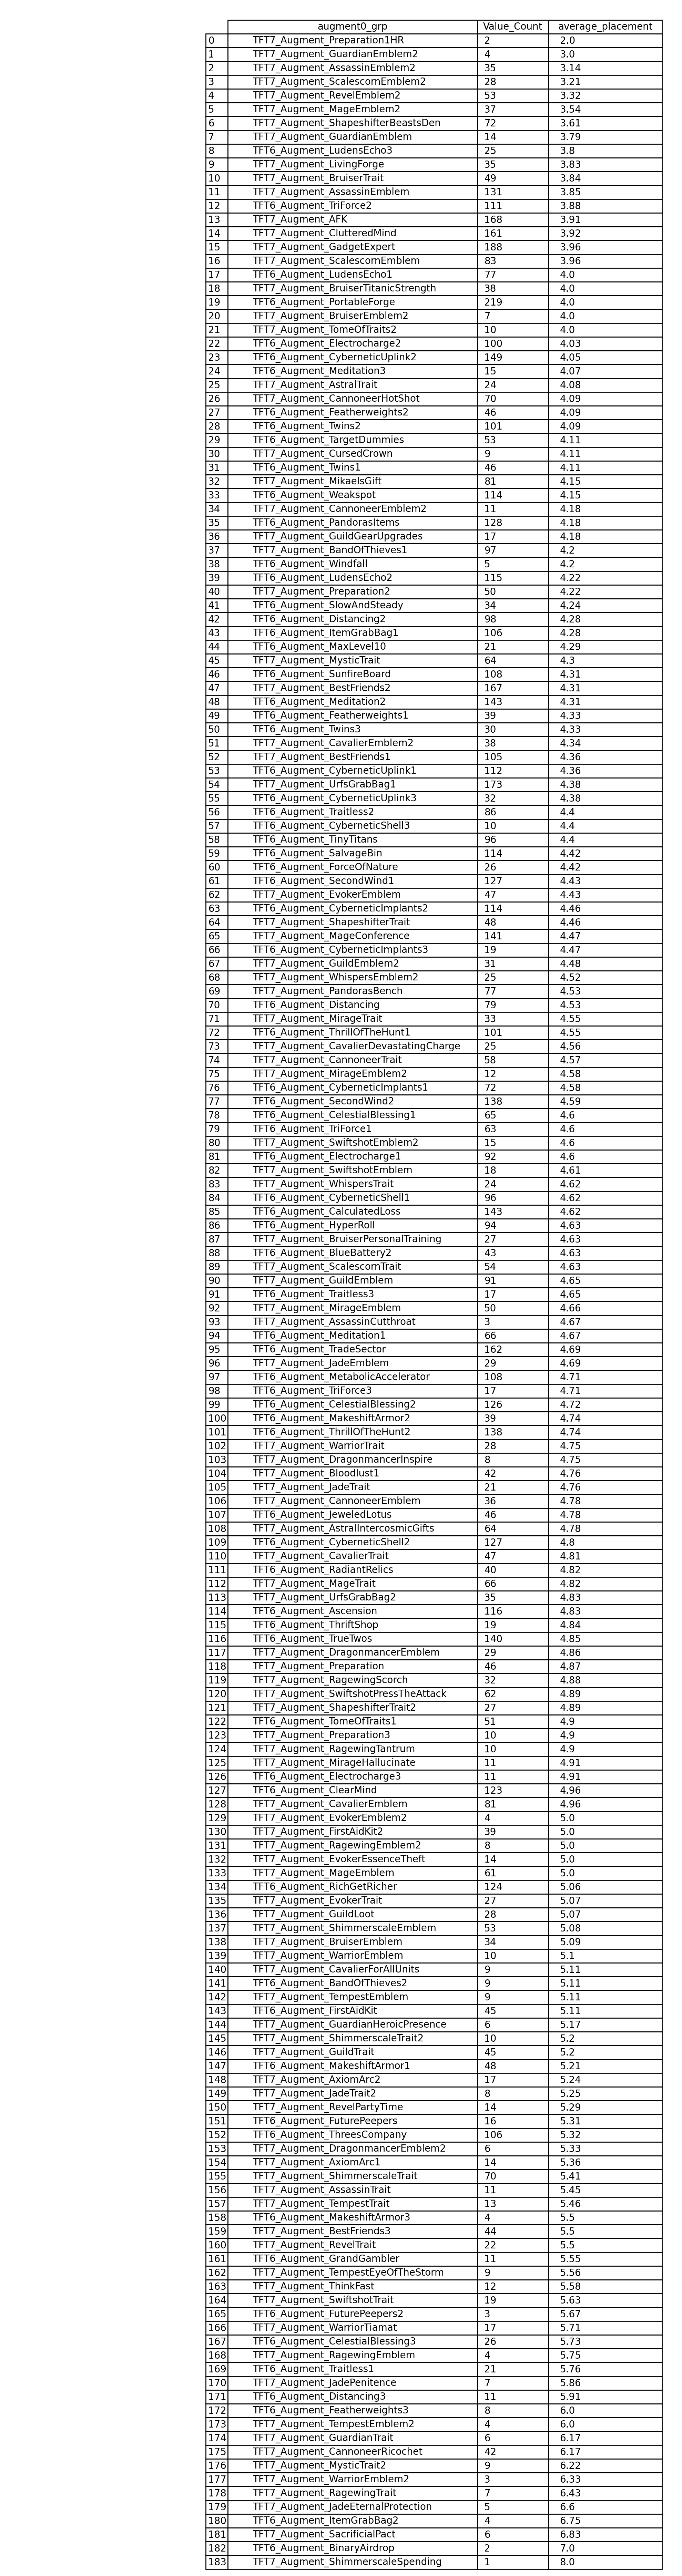 augment0_grp Value_Count average_placement
0 TFT7_Augment_Preparation1HR 2 2.0
1 TFT7_Augment_GuardianEmblem2 4 3.0
2 TFT7_Augment_AssassinEmblem2 35 3.14
3 TFT7_Augment_ScalescornEmblem2 28 3.21
4 TFT7_Augment_RevelEmblem2 53 3.32
5 TFT7_Augment_MageEmblem2 37 3.54
6 TFT7_Augment_ShapeshifterBeastsDen 72 3.61
7 TFT7_Augment_GuardianEmblem 14 3.79
8 TFT6_Augment_LudensEcho3 25 3.8
9 TFT7_Augment_LivingForge 35 3.83
10 TFT7_Augment_BruiserTrait 49 3.84
11 TFT7_Augment_AssassinEmblem 131 3.85
12 TFT6_Augment_TriForce2 111 3.88
13 TFT7_Augment_AFK 168 3.91
14 TFT7_Augment_ClutteredMind 161 3.92
15 TFT7_Augment_GadgetExpert 188 3.96
16 TFT7_Augment_ScalescornEmblem 83 3.96
17 TFT6_Augment_LudensEcho1 77 4.0
18 TFT7_Augment_BruiserTitanicStrength 38 4.0
19 TFT6_Augment_PortableForge 219 4.0
20 TFT7_Augment_BruiserEmblem2 7 4.0
21 TFT7_Augment_TomeOfTraits2 10 4.0
22 TFT6_Augment_Electrocharge2 100 4.03
23 TFT6_Augment_CyberneticUplink2 149 4.05
24 TFT6_Augment_Meditation3 15 4.07
25 TFT7_Augment_AstralTrait 24 4.08
26 TFT7_Augment_CannoneerHotShot 70 4.09
27 TFT6_Augment_Featherweights2 46 4.09
28 TFT6_Augment_Twins2 101 4.09
29 TFT6_Augment_TargetDummies 53 4.11
30 TFT7_Augment_CursedCrown 9 4.11
31 TFT6_Augment_Twins1 46 4.11
32 TFT7_Augment_MikaelsGift 81 4.15
33 TFT6_Augment_Weakspot 114 4.15
34 TFT7_Augment_CannoneerEmblem2 11 4.18
35 TFT6_Augment_PandorasItems 128 4.18
36 TFT7_Augment_GuildGearUpgrades 17 4.18
37 TFT7_Augment_BandOfThieves1 97 4.2
38 TFT6_Augment_Windfall 5 4.2
39 TFT6_Augment_LudensEcho2 115 4.22
40 TFT7_Augment_Preparation2 50 4.22
41 TFT6_Augment_SlowAndSteady 34 4.24
42 TFT6_Augment_Distancing2 98 4.28
43 TFT6_Augment_ItemGrabBag1 106 4.28
44 TFT6_Augment_MaxLevel10 21 4.29
45 TFT7_Augment_MysticTrait 64 4.3
46 TFT6_Augment_SunfireBoard 108 4.31
47 TFT7_Augment_BestFriends2 167 4.31
48 TFT6_Augment_Meditation2 143 4.31
49 TFT6_Augment_Featherweights1 39 4.33
50 TFT6_Augment_Twins3 30 4.33
51 TFT7_Augment_CavalierEmblem2 38 4.34
52 TFT7_Augment_BestFriends1 105 4.36
53 TFT6_Augment_CyberneticUplink1 112 4.36
54 TFT7_Augment_UrfsGrabBag1 173 4.38
55 TFT6_Augment_CyberneticUplink3 32 4.38
56 TFT6_Augment_Traitless2 86 4.4
57 TFT6_Augment_CyberneticShell3 10 4.4
58 TFT6_Augment_TinyTitans 96 4.4
59 TFT6_Augment_SalvageBin 114 4.42
60 TFT6_Augment_ForceOfNature 26 4.42
61 TFT6_Augment_SecondWind1 127 4.43
62 TFT7_Augment_EvokerEmblem 47 4.43
63 TFT6_Augment_CyberneticImplants2 114 4.46
64 TFT7_Augment_ShapeshifterTrait 48 4.46
65 TFT7_Augment_MageConference 141 4.47
66 TFT6_Augment_CyberneticImplants3 19 4.47
67 TFT7_Augment_GuildEmblem2 31 4.48
68 TFT7_Augment_WhispersEmblem2 25 4.52
69 TFT7_Augment_PandorasBench 77 4.53
70 TFT6_Augment_Distancing 79 4.53
71 TFT7_Augment_MirageTrait 33 4.55
72 TFT6_Augment_ThrillOfTheHunt1 101 4.55
73 TFT7_Augment_CavalierDevastatingCharge 25 4.56
74 TFT7_Augment_CannoneerTrait 58 4.57
75 TFT7_Augment_MirageEmblem2 12 4.58
76 TFT6_Augment_CyberneticImplants1 72 4.58
77 TFT6_Augment_SecondWind2 138 4.59
78 TFT6_Augment_CelestialBlessing1 65 4.6
79 TFT6_Augment_TriForce1 63 4.6
80 TFT7_Augment_SwiftshotEmblem2 15 4.6
81 TFT6_Augment_Electrocharge1 92 4.6
82 TFT7_Augment_SwiftshotEmblem 18 4.61
83 TFT7_Augment_WhispersTrait 24 4.62
84 TFT6_Augment_CyberneticShell1 96 4.62
85 TFT6_Augment_CalculatedLoss 143 4.62
86 TFT6_Augment_HyperRoll 94 4.63
87 TFT7_Augment_BruiserPersonalTraining 27 4.63
88 TFT6_Augment_BlueBattery2 43 4.63
89 TFT7_Augment_ScalescornTrait 54 4.63
90 TFT7_Augment_GuildEmblem 91 4.65
91 TFT6_Augment_Traitless3 17 4.65
92 TFT7_Augment_MirageEmblem 50 4.66
93 TFT7_Augment_AssassinCutthroat 3 4.67
94 TFT6_Augment_Meditation1 66 4.67
95 TFT6_Augment_TradeSector 162 4.69
96 TFT7_Augment_JadeEmblem 29 4.69
97 TFT6_Augment_MetabolicAccelerator 108 4.71
98 TFT6_Augment_TriForce3 17 4.71
99 TFT6_Augment_CelestialBlessing2 126 4.72
100 TFT6_Augment_MakeshiftArmor2 39 4.74
101 TFT6_Augment_ThrillOfTheHunt2 138 4.74
102 TFT7_Augment_WarriorTrait 28 4.75
103 TFT7_Augment_DragonmancerInspire 8 4.75
104 TFT7_Augment_Bloodlust1 42 4.76
105 TFT7_Augment_JadeTrait 21 4.76
106 TFT7_Augment_CannoneerEmblem 36 4.78
107 TFT6_Augment_JeweledLotus 46 4.78
108 TFT7_Augment_AstralIntercosmicGifts 64 4.78
109 TFT6_Augment_CyberneticShell2 127 4.8
110 TFT7_Augment_CavalierTrait 47 4.81
111 TFT6_Augment_RadiantRelics 40 4.82
112 TFT7_Augment_MageTrait 66 4.82
113 TFT7_Augment_UrfsGrabBag2 35 4.83
114 TFT6_Augment_Ascension 116 4.83
115 TFT6_Augment_ThriftShop 19 4.84
116 TFT6_Augment_TrueTwos 140 4.85
117 TFT7_Augment_DragonmancerEmblem 29 4.86
118 TFT7_Augment_Preparation 46 4.87
119 TFT7_Augment_RagewingScorch 32 4.88
120 TFT7_Augment_SwiftshotPressTheAttack 62 4.89
121 TFT7_Augment_ShapeshifterTrait2 27 4.89
122 TFT6_Augment_TomeOfTraits1 51 4.9
123 TFT7_Augment_Preparation3 10 4.9
124 TFT7_Augment_RagewingTantrum 10 4.9
125 TFT7_Augment_MirageHallucinate 11 4.91
126 TFT6_Augment_Electrocharge3 11 4.91
127 TFT6_Augment_ClearMind 123 4.96
128 TFT7_Augment_CavalierEmblem 81 4.96
129 TFT7_Augment_EvokerEmblem2 4 5.0
130 TFT7_Augment_FirstAidKit2 39 5.0
131 TFT7_Augment_RagewingEmblem2 8 5.0
132 TFT7_Augment_EvokerEssenceTheft 14 5.0
133 TFT7_Augment_MageEmblem 61 5.0
134 TFT6_Augment_RichGetRicher 124 5.06
135 TFT7_Augment_EvokerTrait 27 5.07
136 TFT7_Augment_GuildLoot 28 5.07
137 TFT7_Augment_ShimmerscaleEmblem 53 5.08
138 TFT7_Augment_BruiserEmblem 34 5.09
139 TFT7_Augment_WarriorEmblem 10 5.1
140 TFT7_Augment_CavalierForAllUnits 9 5.11
141 TFT6_Augment_BandOfThieves2 9 5.11
142 TFT7_Augment_TempestEmblem 9 5.11
143 TFT6_Augment_FirstAidKit 45 5.11
144 TFT7_Augment_GuardianHeroicPresence 6 5.17
145 TFT7_Augment_ShimmerscaleTrait2 10 5.2
146 TFT7_Augment_GuildTrait 45 5.2
147 TFT6_Augment_MakeshiftArmor1 48 5.21
148 TFT7_Augment_AxiomArc2 17 5.24
149 TFT7_Augment_JadeTrait2 8 5.25
150 TFT7_Augment_RevelPartyTime 14 5.29
151 TFT6_Augment_FuturePeepers 16 5.31
152 TFT6_Augment_ThreesCompany 106 5.32
153 TFT7_Augment_DragonmancerEmblem2 6 5.33
154 TFT7_Augment_AxiomArc1 14 5.36
155 TFT7_Augment_ShimmerscaleTrait 70 5.41
156 TFT7_Augment_AssassinTrait 11 5.45
157 TFT7_Augment_TempestTrait 13 5.46
158 TFT6_Augment_MakeshiftArmor3 4 5.5
159 TFT7_Augment_BestFriends3 44 5.5
160 TFT7_Augment_RevelTrait 22 5.5
161 TFT6_Augment_GrandGambler 11 5.55
162 TFT7_Augment_TempestEyeOfTheStorm 9 5.56
163 TFT7_Augment_ThinkFast 12 5.58
164 TFT7_Augment_SwiftshotTrait 19 5.63
165 TFT6_Augment_FuturePeepers2 3 5.67
166 TFT7_Augment_WarriorTiamat 17 5.71
167 TFT6_Augment_CelestialBlessing3 26 5.73
168 TFT7_Augment_RagewingEmblem 4 5.75
169 TFT6_Augment_Traitless1 21 5.76
170 TFT7_Augment_JadePenitence 7 5.86
171 TFT6_Augment_Distancing3 11 5.91
172 TFT6_Augment_Featherweights3 8 6.0
173 TFT7_Augment_TempestEmblem2 4 6.0
174 TFT7_Augment_GuardianTrait 6 6.17
175 TFT7_Augment_CannoneerRicochet 42 6.17
176 TFT7_Augment_MysticTrait2 9 6.22
177 TFT7_Augment_WarriorEmblem2 3 6.33
178 TFT7_Augment_RagewingTrait 7 6.43
179 TFT7_Augment_JadeEternalProtection 5 6.6
180 TFT6_Augment_ItemGrabBag2 4 6.75
181 TFT7_Augment_SacrificialPact 6 6.83
182 TFT6_Augment_BinaryAirdrop 2 7.0
183 TFT7_Augment_ShimmerscaleSpending 1 8.0